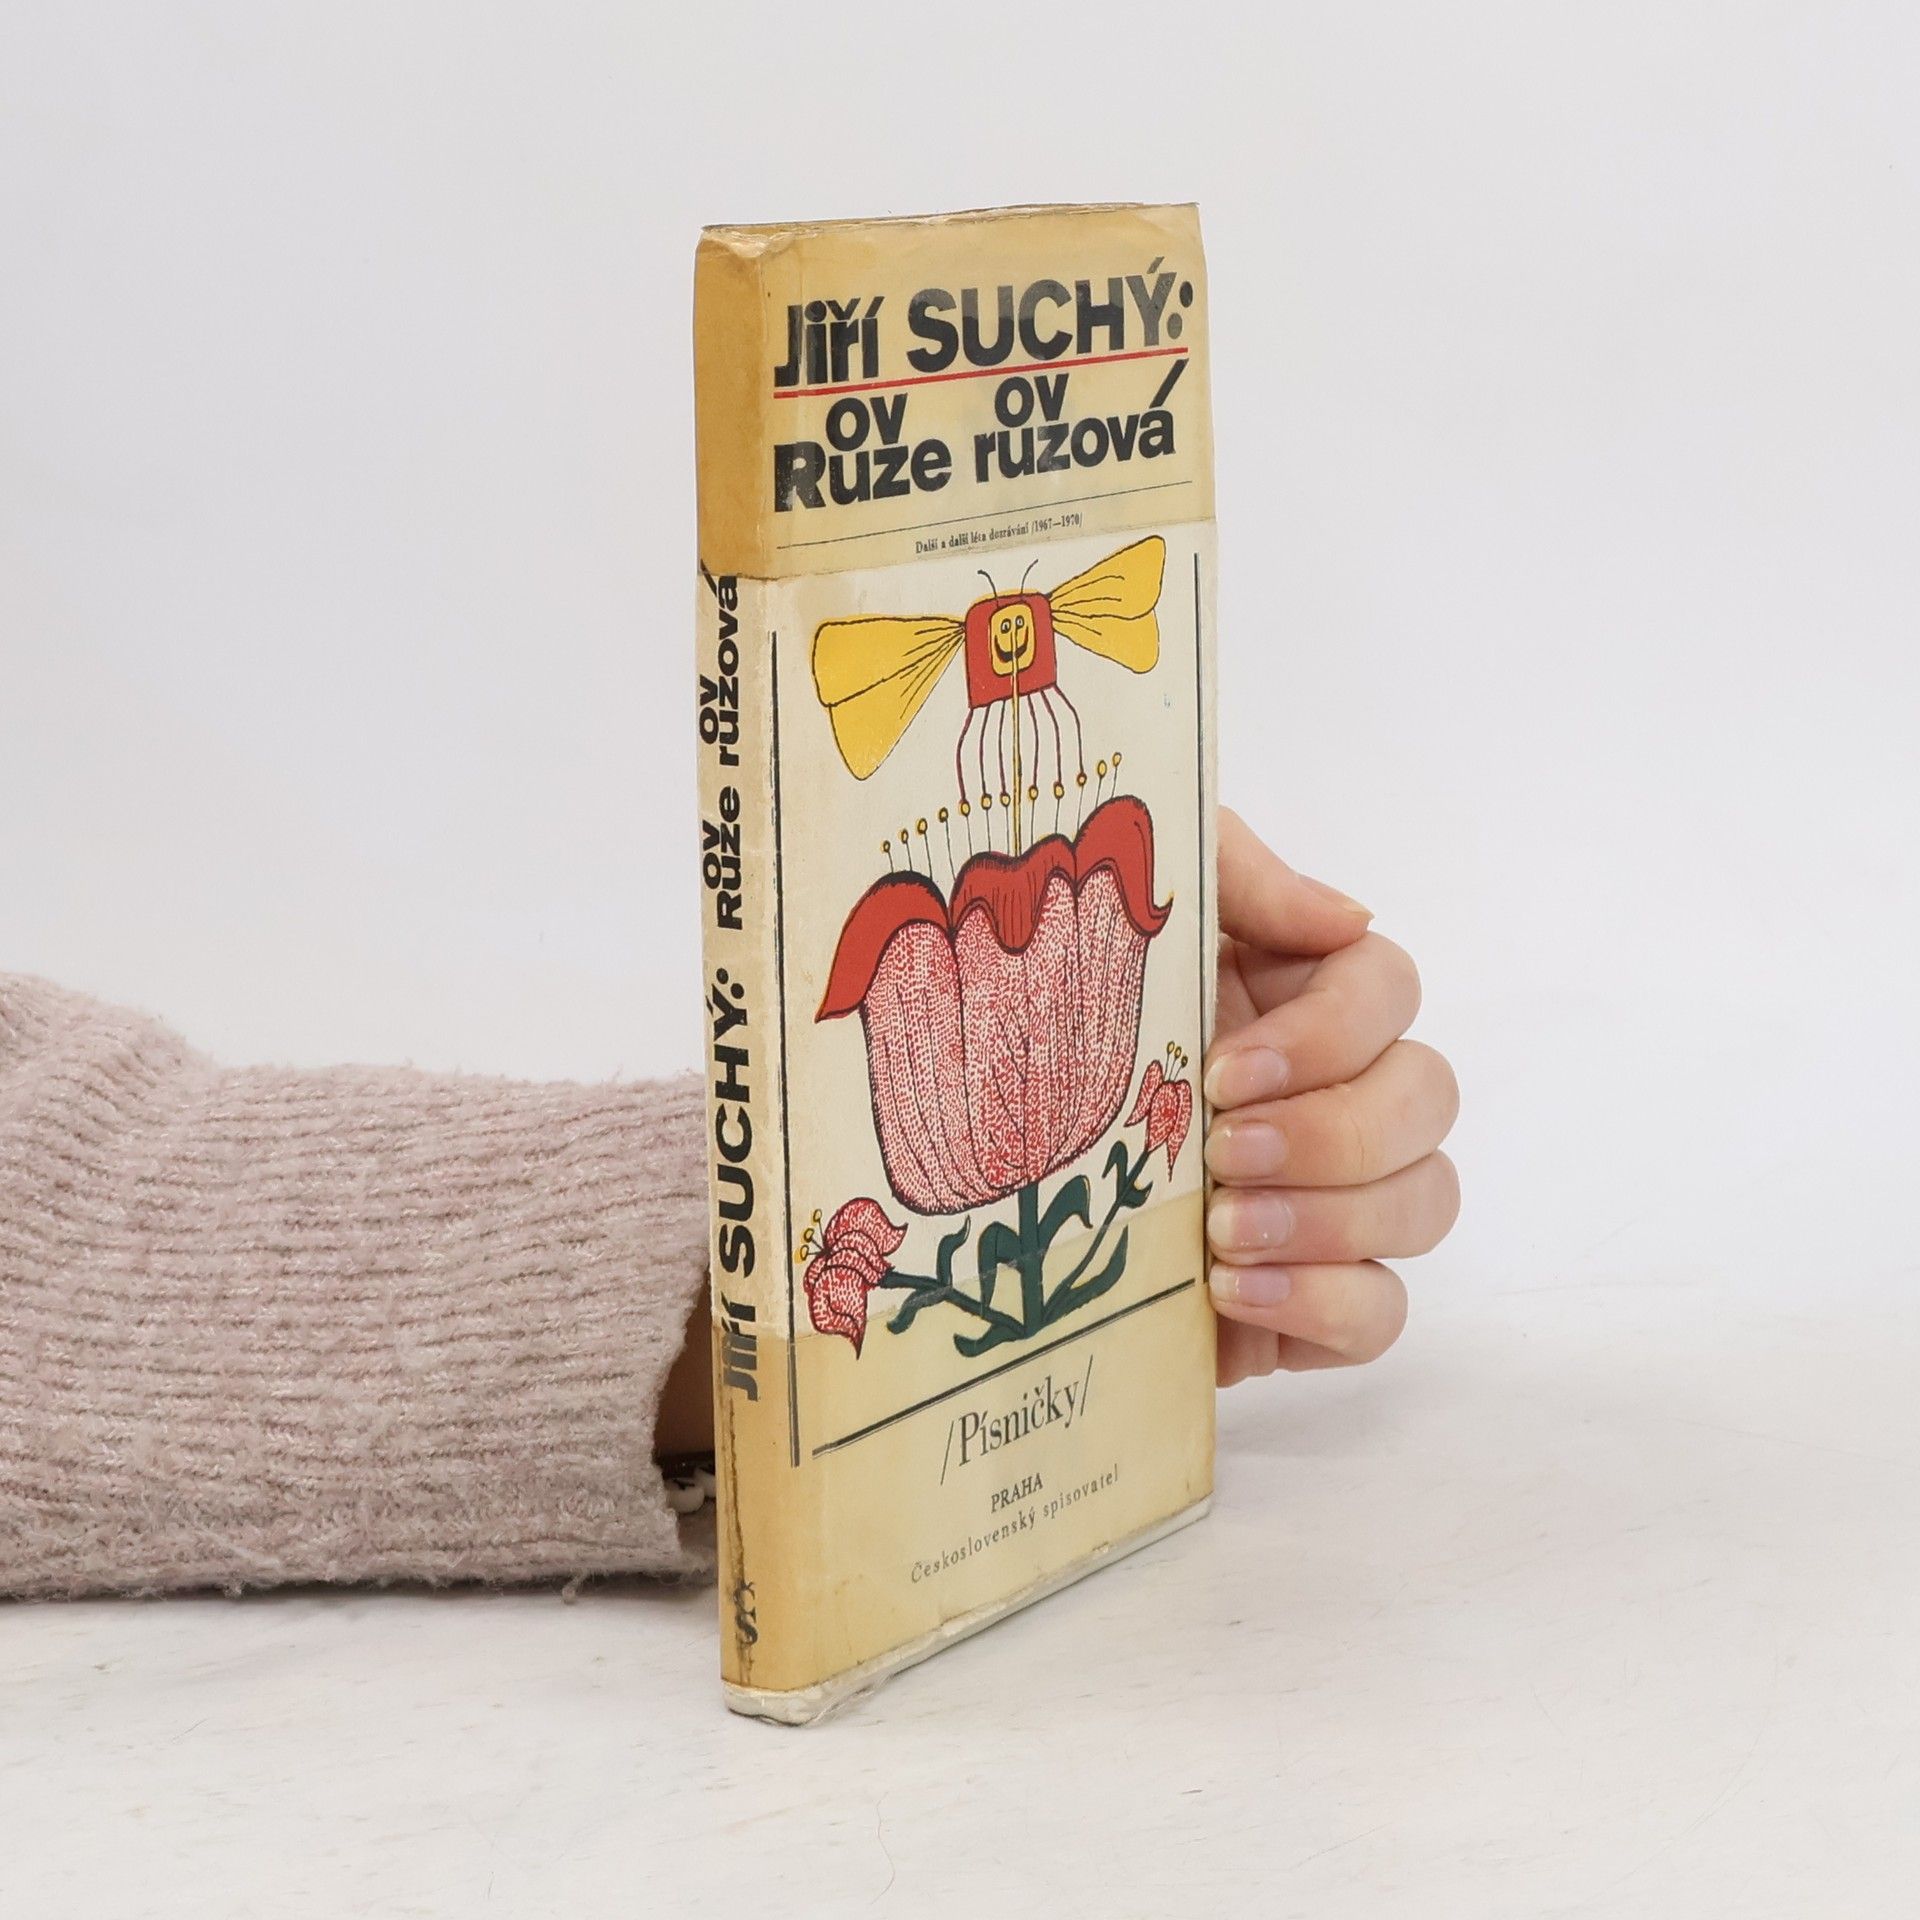 Jiří SUCHÝ:
ov ov
Ruze ruzová
Další a další léta dozrávání /1967—1970/
/Písničky/
PRAHA
Československý spisovatel
Jiří SUCHÝ: Ruze ruzová
ov ov